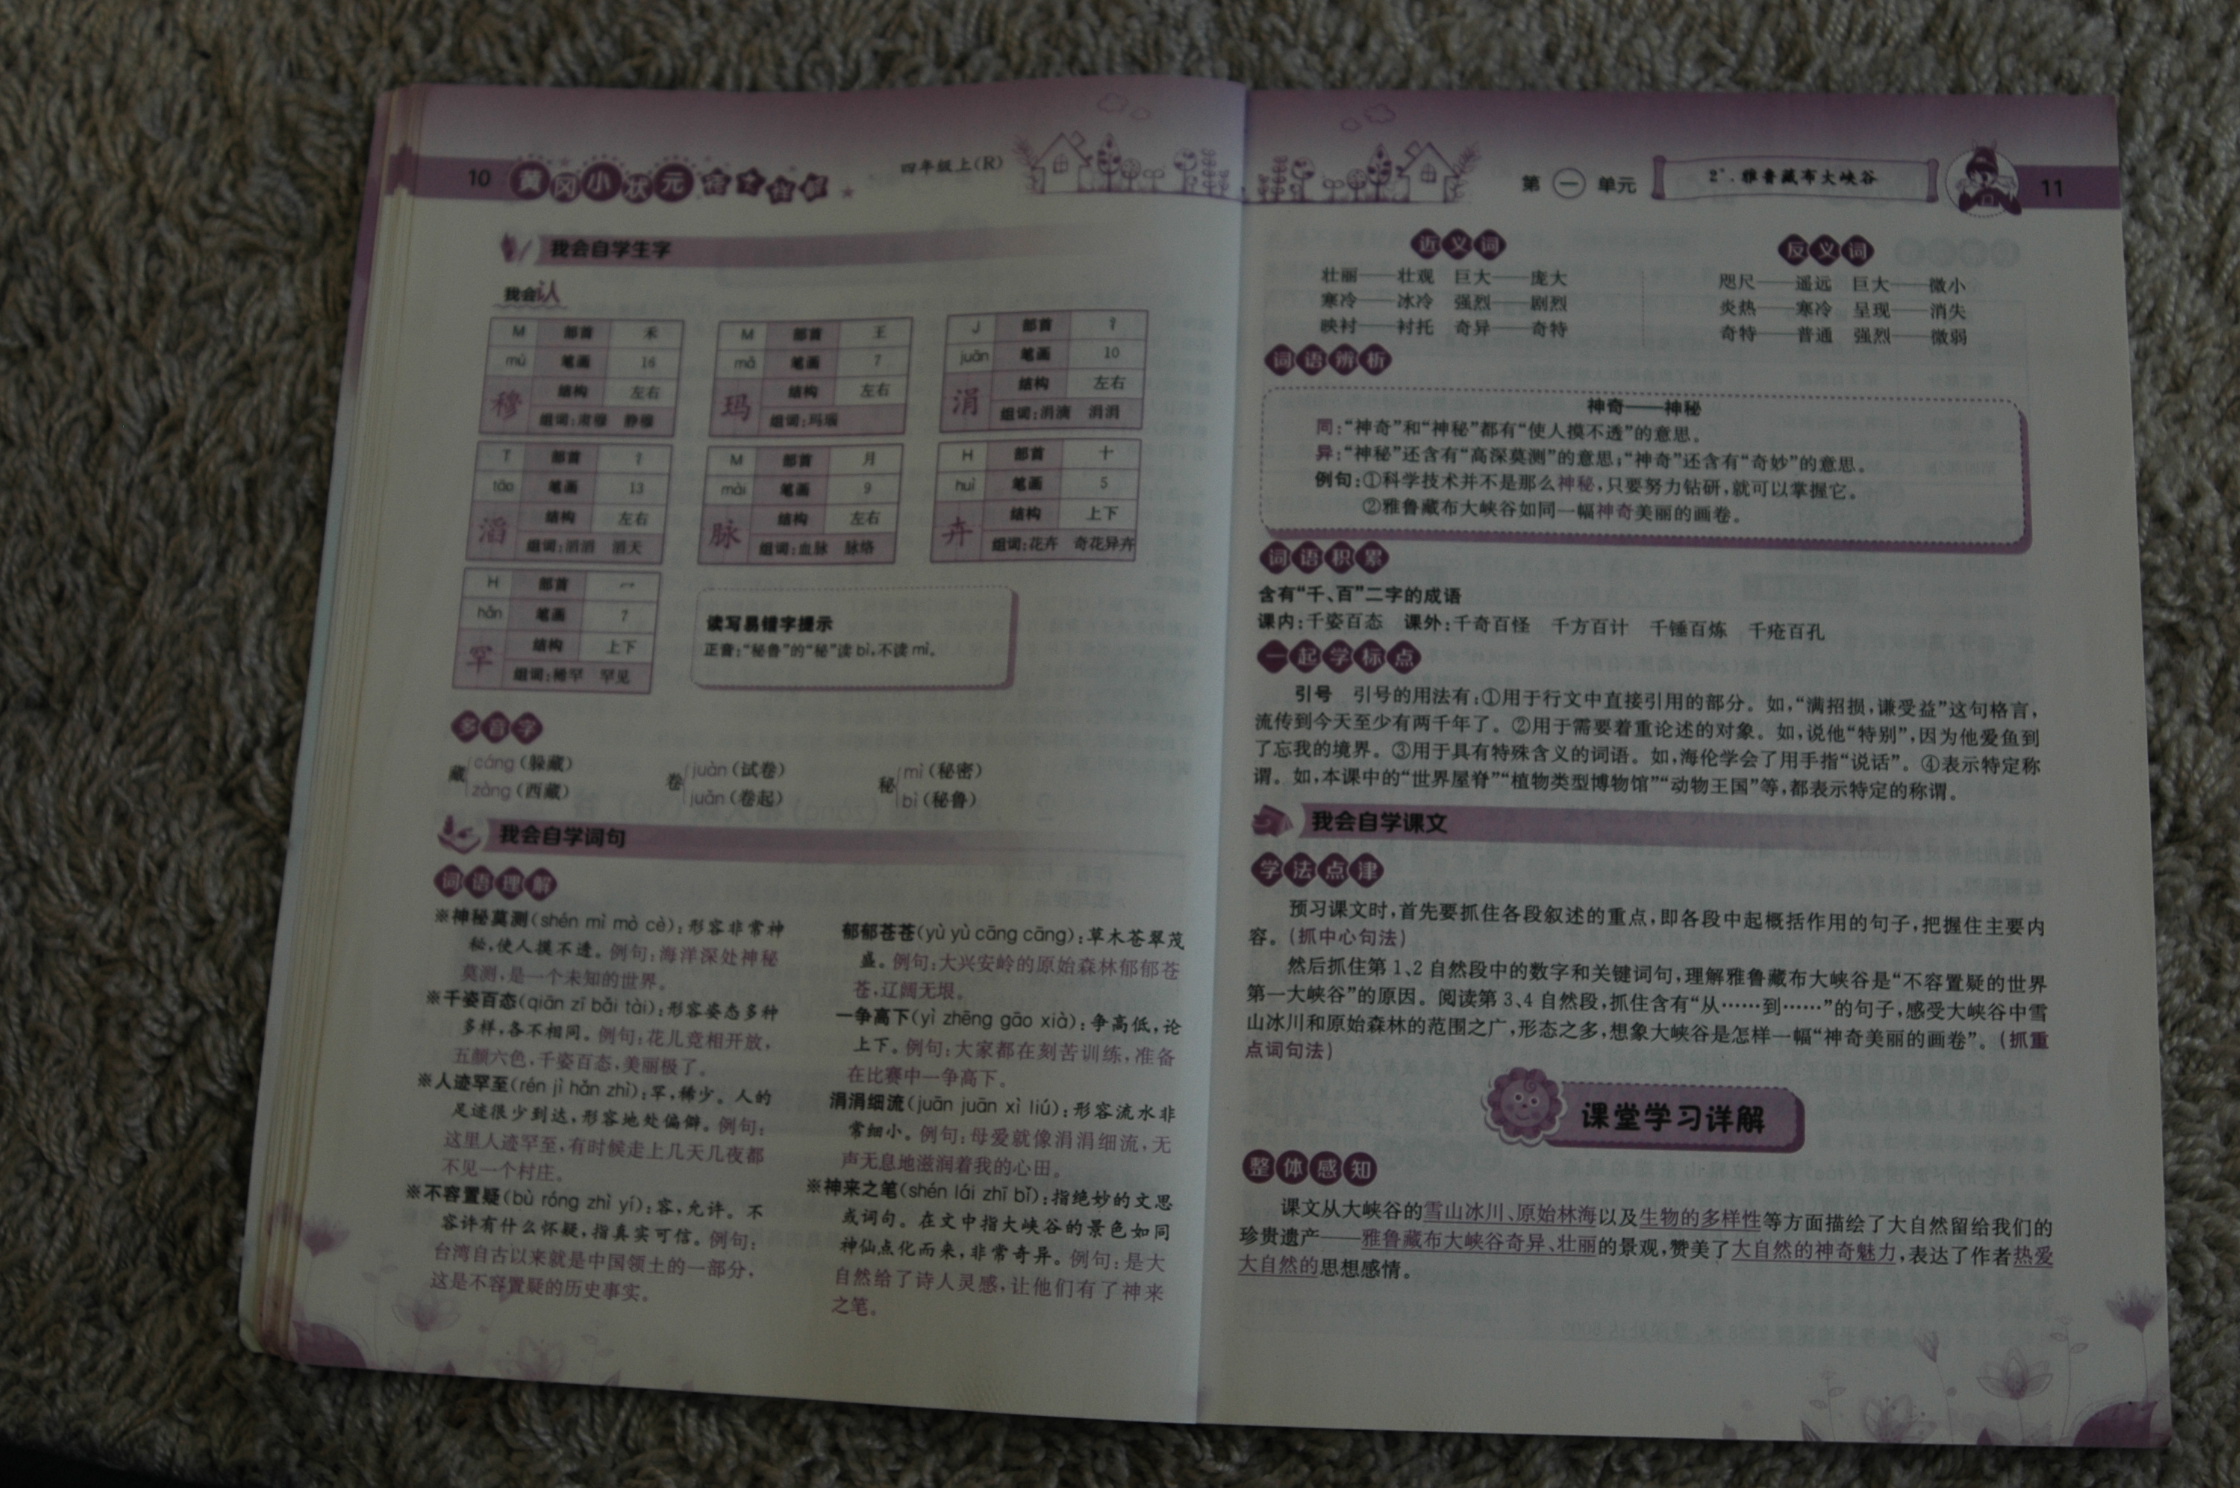 10 黄冈小状元 四年级上(R)
我会自学生字
我会认
M 部首 禾
mù 笔画 16
穆 结构 左右
组词:肃穆 静穆
M 部首 王
mǎ 笔画 7
玛 结构 左右
组词:玛瑙
J 部首 氵
juān 笔画 10
涓 结构 左右
组词:涓滴 涓涓
T 部首 氵
tāo 笔画 13
滔 结构 左右
组词:滔滔 滔天
M 部首 月
mài 笔画 9
脉 结构 左右
组词:血脉 脉络
H 部首 十
huì 笔画 5
卉 结构 上下
组词:花卉 奇花异卉
H 部首 冖
hǎn 笔画 7
罕 结构 上下
组词:稀罕 罕见
读写易错字提示
正音:“秘鲁”的“秘”读bì,不读mì。
多音字
藏 cáng(躲藏) zàng(西藏)
卷 juàn(试卷) juǎn(卷起)
秘 mì(秘密) bì(秘鲁)
我会自学词句
词语理解
※神秘莫测(shén mì mò cè):形容非常神
秘,使人摸不透。例句:海洋深处神秘
莫测,是一个未知的世界。
※千姿百态(qiān zī bǎi tài):形容姿态多种
多样,各不相同。例句:花儿竞相开放,
五颜六色,千姿百态,美丽极了。
※人迹罕至(rén jì hǎn zhì):罕,稀少。人的
足迹很少到达,形容地处偏僻。例句:
这里人迹罕至,有时候走上几天几夜都
不见一个村庄。
※不容置疑(bù róng zhì yí):容,允许。不
容许有什么怀疑,指真实可信。例句:
台湾自古以来就是中国领土的一部分,
这是不容置疑的历史事实。
郁郁苍苍(yù yù cāng cāng):草木苍翠茂
盛。例句:大兴安岭的原始森林郁郁苍
苍,辽阔无垠。
一争高下(yì zhēng gāo xià):争高低,论
上下。例句:大家都在刻苦训练,准备
在比赛中一争高下。
涓涓细流(juān juān xì liú):形容流水非
常细小。例句:母爱就像涓涓细流,无
声无息地滋润着我的心田。
※神来之笔(shén lái zhī bǐ):指绝妙的文思
或词句。在文中指大峡谷的景色如同
神仙点化而来,非常奇异。例句:是大
自然给了诗人灵感,让他们有了神来
之笔。
第一单元 2*.雅鲁藏布大峡谷 11
近义词
壮丽——壮观 巨大——庞大
寒冷——冰冷 强烈——剧烈
映衬——衬托 奇异——奇特
反义词
咫尺——遥远 巨大——微小
炎热——寒冷 呈现——消失
奇特——普通 强烈——微弱
词语辨析
神奇——神秘
同:“神奇”和“神秘”都有“使人摸不透”的意思。
异:“神秘”还含有“高深莫测”的意思;“神奇”还含有“奇妙”的意思。
例句:①科学技术并不是那么神秘,只要努力钻研,就可以掌握它。
②雅鲁藏布大峡谷如同一幅神奇美丽的画卷。
词语积累
含有“千、百”二字的成语
课内:千姿百态 课外:千奇百怪 千方百计 千锤百炼 千疮百孔
一起学标点
引号 引号的用法有:①用于行文中直接引用的部分。如,“满招损,谦受益”这句格言,
流传到今天至少有两千年了。②用于需要着重论述的对象。如,说他“特别”,因为他爱鱼到
了忘我的境界。③用于具有特殊含义的词语。如,海伦学会了用手指“说话”。④表示特定称
谓。如,本课中的“世界屋脊”“植物类型博物馆”“动物王国”等,都表示特定的称谓。
我会自学课文
学法点津
预习课文时,首先要抓住各段叙述的重点,即各段中起概括作用的句子,把握住主要内
容。(抓中心句法)
然后抓住第1、2自然段中的数字和关键词句,理解雅鲁藏布大峡谷是“不容置疑的世界
第一大峡谷”的原因。阅读第3、4自然段,抓住含有“从……到……”的句子,感受大峡谷中雪
山冰川和原始森林的范围之广,形态之多,想象大峡谷是怎样一幅“神奇美丽的画卷”。(抓重
点词句法)
课堂学习详解
整体感知
课文从大峡谷的雪山冰川、原始林海以及生物的多样性等方面描绘了大自然留给我们的
珍贵遗产——雅鲁藏布大峡谷奇异、壮丽的景观,赞美了大自然的神奇魅力,表达了作者热爱
大自然的思想感情。